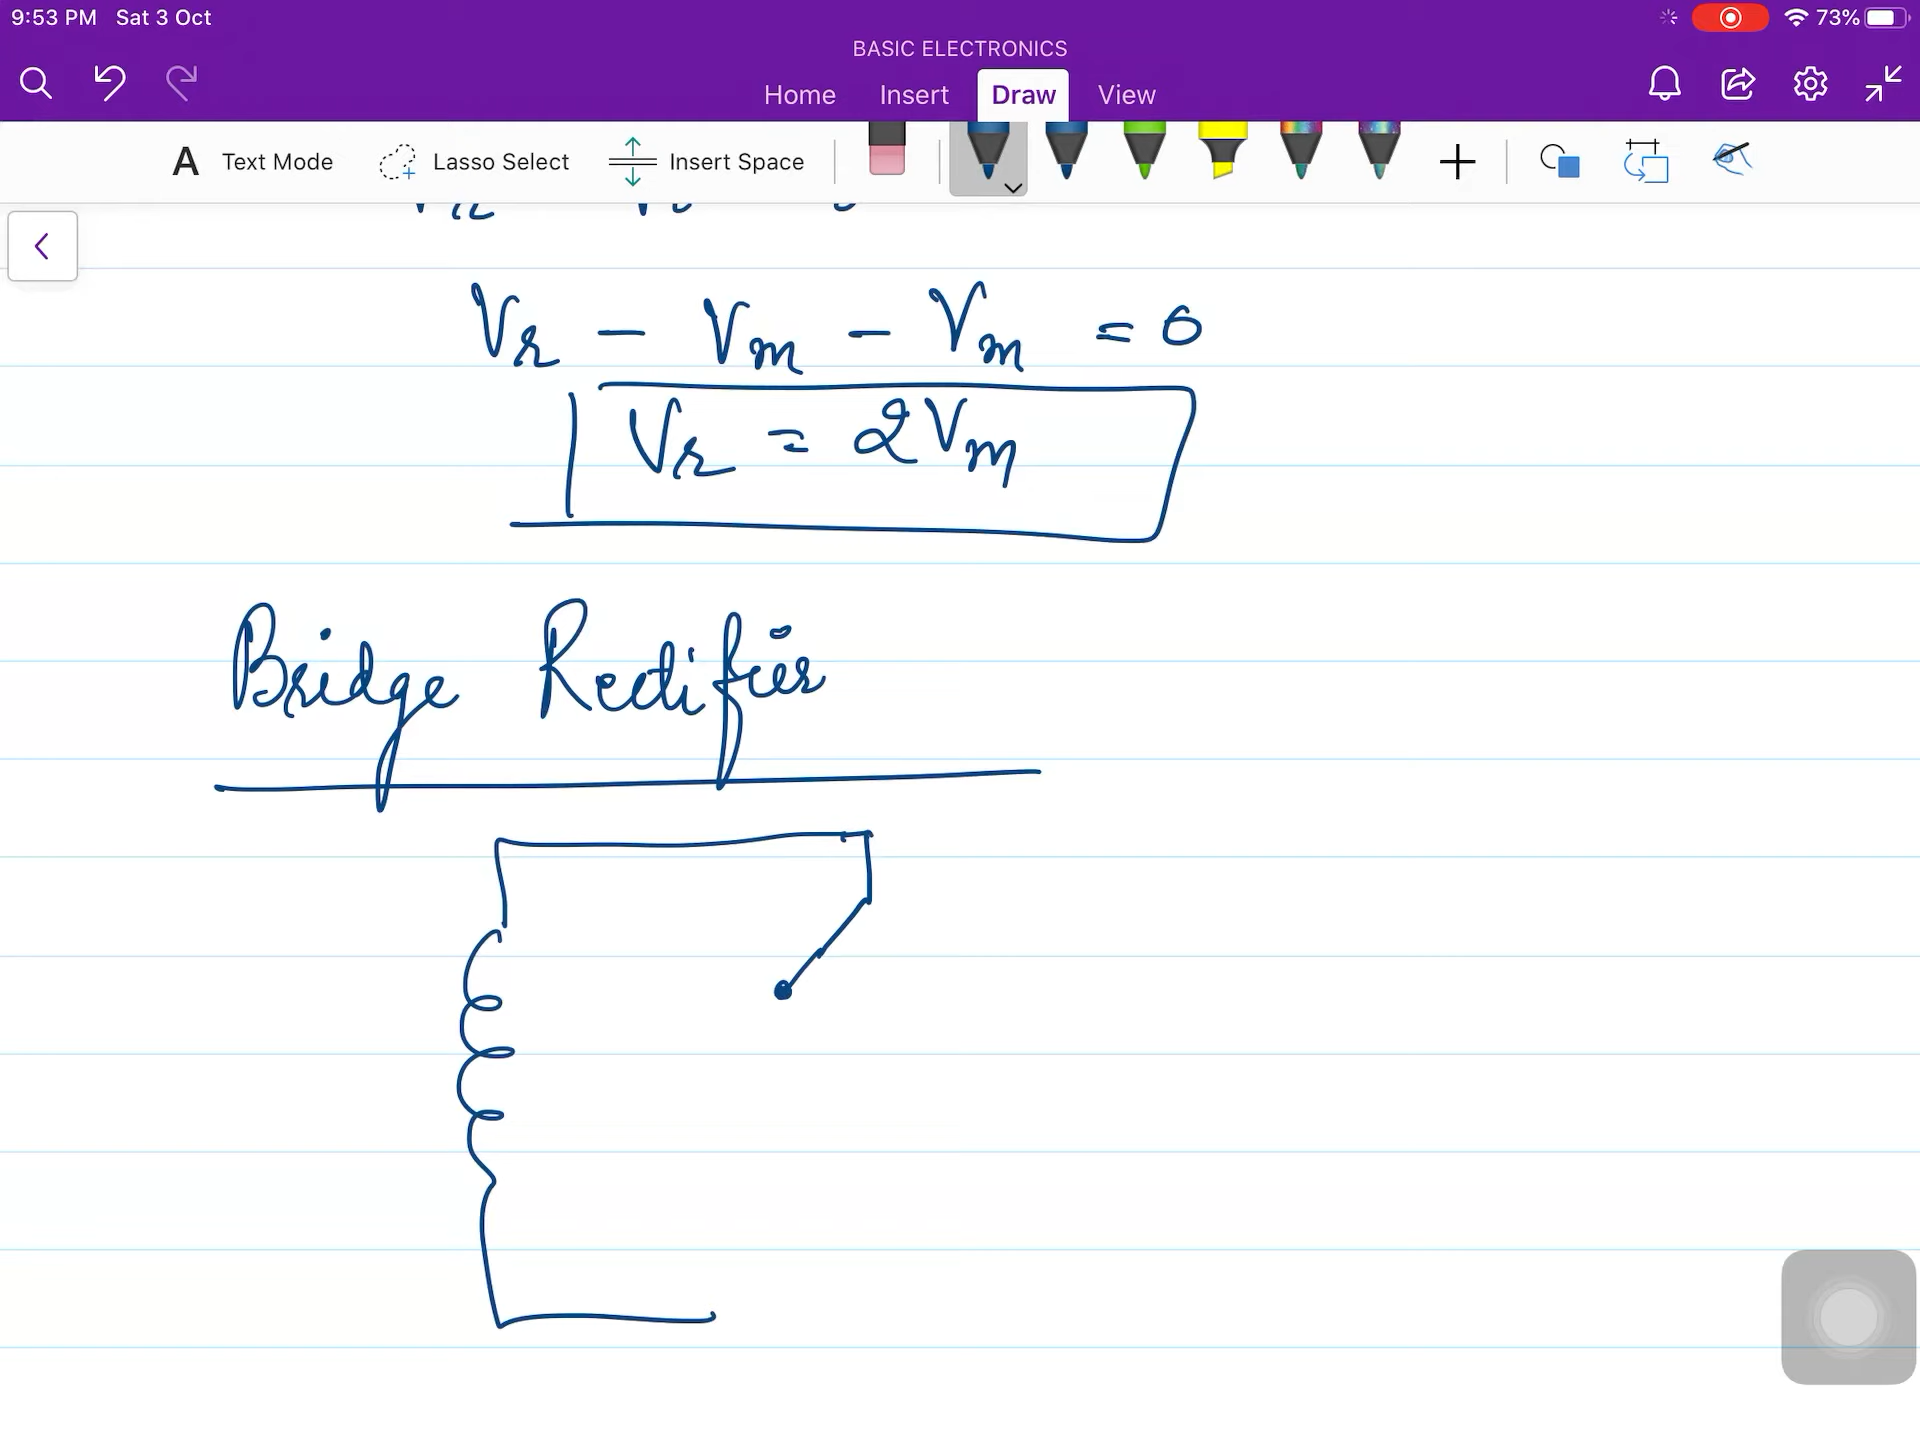 9:53 PM Sat 3 Oct
73%
BASIC ELECTRONICS
Home Insert Draw View
A Text Mode Lasso Select Insert Space
Vr - Vm - Vm = 0
Vr = 2Vm
Bridge Rectifier